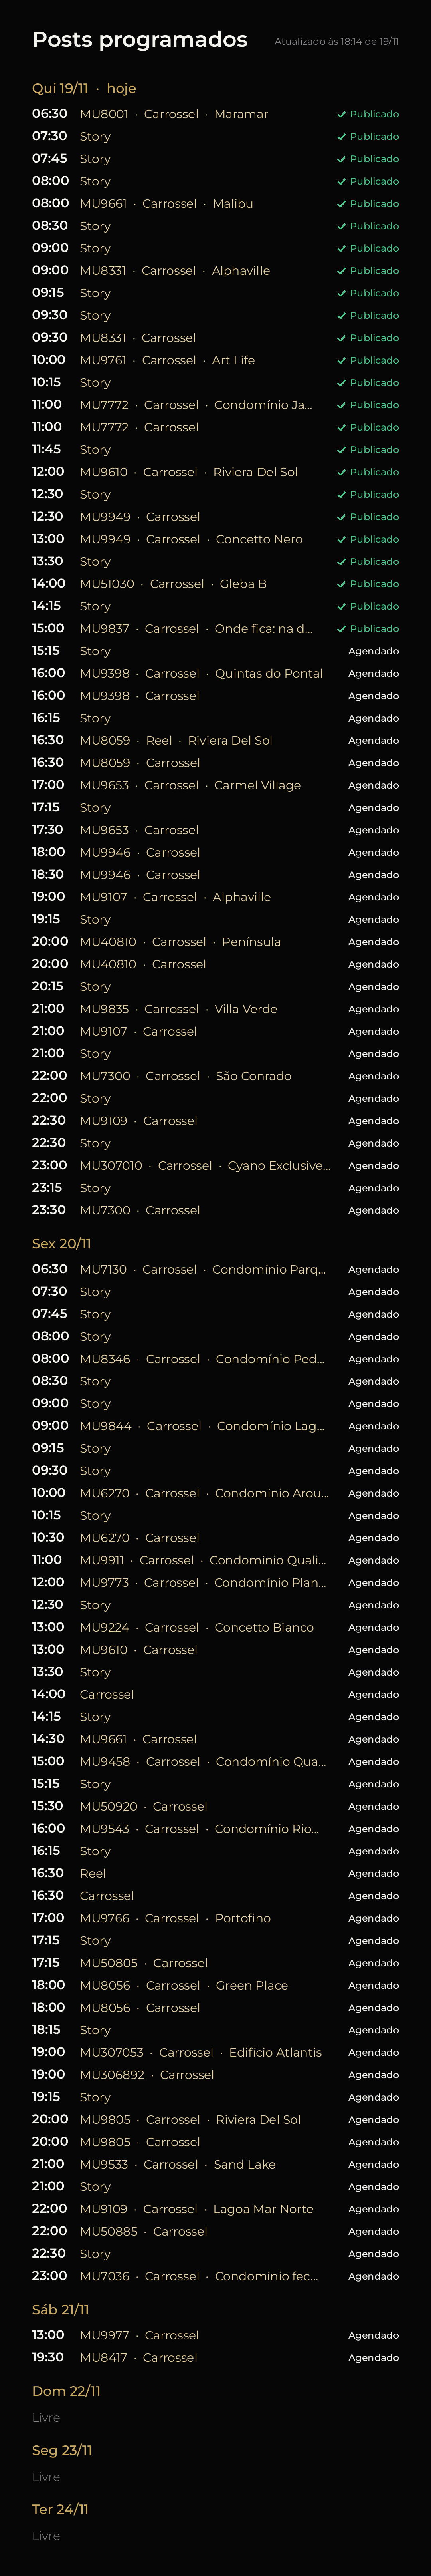 Posts programados Atualizado às 18:14 de 19/11
Qui 19/11 · hoje
06:30 MU8001 · Carrossel · Maramar ✓ Publicado
07:30 Story ✓ Publicado
07:45 Story ✓ Publicado
08:00 Story ✓ Publicado
08:00 MU9661 · Carrossel · Malibu ✓ Publicado
08:30 Story ✓ Publicado
09:00 Story ✓ Publicado
09:00 MU8331 · Carrossel · Alphaville ✓ Publicado
09:15 Story ✓ Publicado
09:30 Story ✓ Publicado
09:30 MU8331 · Carrossel ✓ Publicado
10:00 MU9761 · Carrossel · Art Life ✓ Publicado
10:15 Story ✓ Publicado
11:00 MU7772 · Carrossel · Condomínio Ja... ✓ Publicado
11:00 MU7772 · Carrossel ✓ Publicado
11:45 Story ✓ Publicado
12:00 MU9610 · Carrossel · Riviera Del Sol ✓ Publicado
12:30 Story ✓ Publicado
12:30 MU9949 · Carrossel ✓ Publicado
13:00 MU9949 · Carrossel · Concetto Nero ✓ Publicado
13:30 Story ✓ Publicado
14:00 MU51030 · Carrossel · Gleba B ✓ Publicado
14:15 Story ✓ Publicado
15:00 MU9837 · Carrossel · Onde fica: na d... ✓ Publicado
15:15 Story Agendado
16:00 MU9398 · Carrossel · Quintas do Pontal Agendado
16:00 MU9398 · Carrossel Agendado
16:15 Story Agendado
16:30 MU8059 · Reel · Riviera Del Sol Agendado
16:30 MU8059 · Carrossel Agendado
17:00 MU9653 · Carrossel · Carmel Village Agendado
17:15 Story Agendado
17:30 MU9653 · Carrossel Agendado
18:00 MU9946 · Carrossel Agendado
18:30 MU9946 · Carrossel Agendado
19:00 MU9107 · Carrossel · Alphaville Agendado
19:15 Story Agendado
20:00 MU40810 · Carrossel · Península Agendado
20:00 MU40810 · Carrossel Agendado
20:15 Story Agendado
21:00 MU9835 · Carrossel · Villa Verde Agendado
21:00 MU9107 · Carrossel Agendado
21:00 Story Agendado
22:00 MU7300 · Carrossel · São Conrado Agendado
22:00 Story Agendado
22:30 MU9109 · Carrossel Agendado
22:30 Story Agendado
23:00 MU307010 · Carrossel · Cyano Exclusive... Agendado
23:15 Story Agendado
23:30 MU7300 · Carrossel Agendado
Sex 20/11
06:30 MU7130 · Carrossel · Condomínio Parq... Agendado
07:30 Story Agendado
07:45 Story Agendado
08:00 Story Agendado
08:00 MU8346 · Carrossel · Condomínio Ped... Agendado
08:30 Story Agendado
09:00 Story Agendado
09:00 MU9844 · Carrossel · Condomínio Lag... Agendado
09:15 Story Agendado
09:30 Story Agendado
10:00 MU6270 · Carrossel · Condomínio Arou... Agendado
10:15 Story Agendado
10:30 MU6270 · Carrossel Agendado
11:00 MU9911 · Carrossel · Condomínio Quali... Agendado
12:00 MU9773 · Carrossel · Condomínio Plan... Agendado
12:30 Story Agendado
13:00 MU9224 · Carrossel · Concetto Bianco Agendado
13:00 MU9610 · Carrossel Agendado
13:30 Story Agendado
14:00 Carrossel Agendado
14:15 Story Agendado
14:30 MU9661 · Carrossel Agendado
15:00 MU9458 · Carrossel · Condomínio Qua... Agendado
15:15 Story Agendado
15:30 MU50920 · Carrossel Agendado
16:00 MU9543 · Carrossel · Condomínio Rio... Agendado
16:15 Story Agendado
16:30 Reel Agendado
16:30 Carrossel Agendado
17:00 MU9766 · Carrossel · Portofino Agendado
17:15 Story Agendado
17:15 MU50805 · Carrossel Agendado
18:00 MU8056 · Carrossel · Green Place Agendado
18:00 MU8056 · Carrossel Agendado
18:15 Story Agendado
19:00 MU307053 · Carrossel · Edifício Atlantis Agendado
19:00 MU306892 · Carrossel Agendado
19:15 Story Agendado
20:00 MU9805 · Carrossel · Riviera Del Sol Agendado
20:00 MU9805 · Carrossel Agendado
21:00 MU9533 · Carrossel · Sand Lake Agendado
21:00 Story Agendado
22:00 MU9109 · Carrossel · Lagoa Mar Norte Agendado
22:00 MU50885 · Carrossel Agendado
22:30 Story Agendado
23:00 MU7036 · Carrossel · Condomínio fec... Agendado
Sáb 21/11
13:00 MU9977 · Carrossel Agendado
19:30 MU8417 · Carrossel Agendado
Dom 22/11
Livre
Seg 23/11
Livre
Ter 24/11
Livre